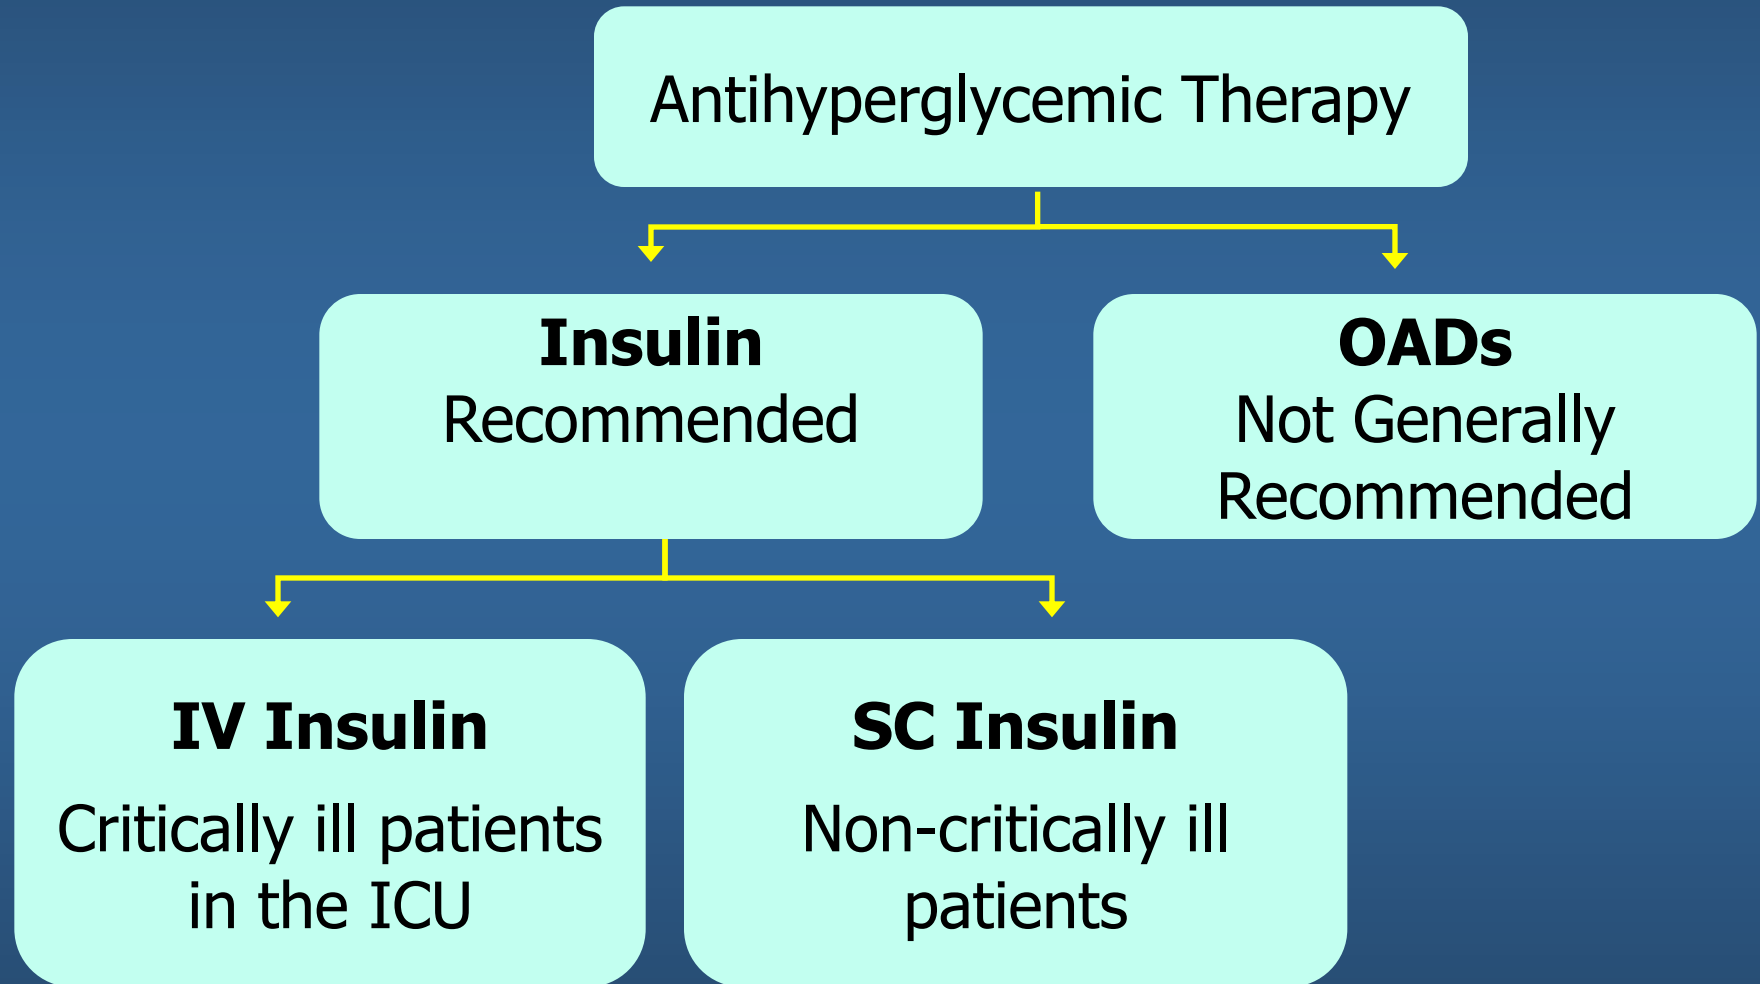 Antihyperglycemic Therapy
Insulin
Recommended
OADs
Not Generally
Recommended
IV Insulin
Critically ill patients
in the ICU
SC Insulin
Non-critically ill
patients